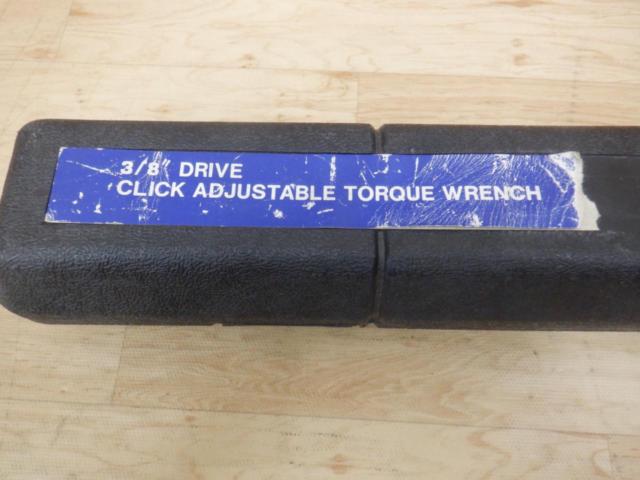 3/8" DRIVE
CLICK ADJUSTABLE TORQUE WRENCH